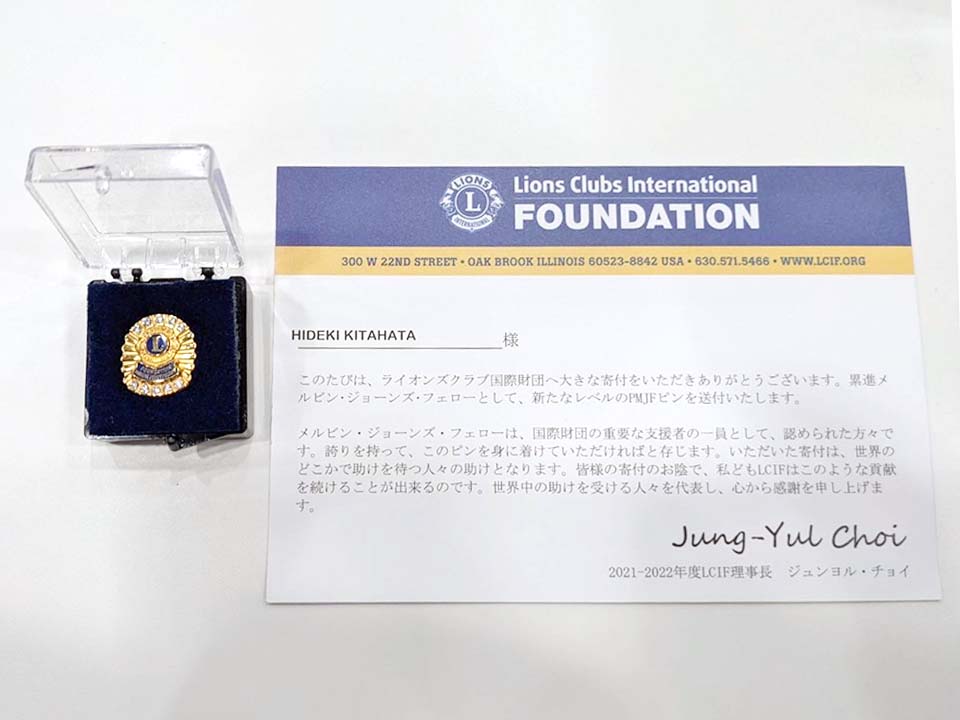 Lions Clubs International
FOUNDATION
LIONS
L
INTERNATIONAL
300 W 22ND STREET • OAK BROOK ILLINOIS 60523-8842 USA • 630.571.5466 • WWW.LCIF.ORG
HIDEKI KITAHATA 様
このたびは、ライオンズクラブ国際財団へ大きな寄付をいただきありがとうございます。累進メ
ルビン・ジョーンズ・フェローとして、新たなレベルのPMJFピンを送付いたします。
メルビン・ジョーンズ・フェローは、国際財団の重要な支援者の一員として、認められた方々で
す。誇りを持って、このピンを身に着けていただければと存じます。いただいた寄付は、世界の
どこかで助けを待つ人々の助けとなります。皆様の寄付のお陰で、私どもLCIFはこのような貢献
を続けることが出来るのです。世界中の助けを受ける人々を代表し、心から感謝を申し上げま
す。
Jung-Yul Choi
2021-2022年度LCIF理事長 ジュンヨル・チョイ
L